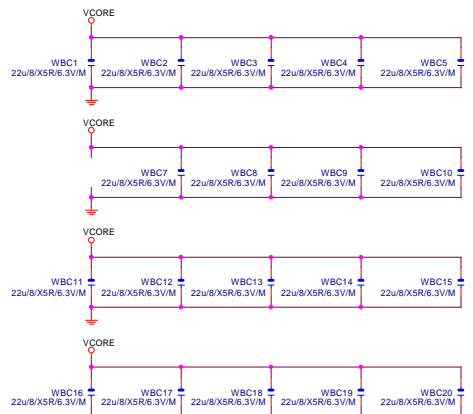 VCORE
WBC1 WBC2 WBC3 WBC4 WBC5
22u/8/X5R/6.3V/M 22u/8/X5R/6.3V/M 22u/8/X5R/6.3V/M 22u/8/X5R/6.3V/M 22u/8/X5R/6.3V/M
VCORE
WBC7 WBC8 WBC9 WBC10
22u/8/X5R/6.3V/M 22u/8/X5R/6.3V/M 22u/8/X5R/6.3V/M 22u/8/X5R/6.3V/M
VCORE
WBC11 WBC12 WBC13 WBC14 WBC15
22u/8/X5R/6.3V/M 22u/8/X5R/6.3V/M 22u/8/X5R/6.3V/M 22u/8/X5R/6.3V/M 22u/8/X5R/6.3V/M
VCORE
WBC16 WBC17 WBC18 WBC19 WBC20
22u/8/X5R/6.3V/M 22u/8/X5R/6.3V/M 22u/8/X5R/6.3V/M 22u/8/X5R/6.3V/M 22u/8/X5R/6.3V/M